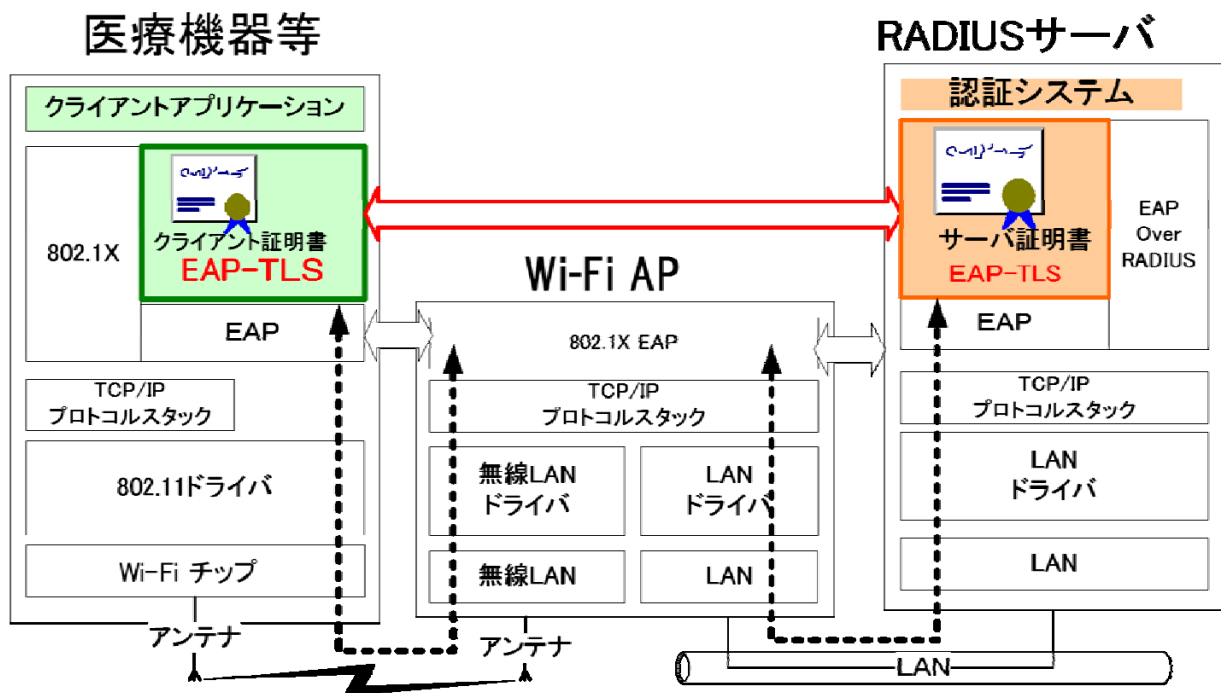 医療機器等
RADIUSサーバ
クライアントアプリケーション
802.1X
クライアント証明書
EAP-TLS
EAP
TCP/IP
プロトコルスタック
802.11ドライバ
Wi-Fi チップ
アンテナ
Wi-Fi AP
802.1X EAP
TCP/IP
プロトコルスタック
無線LAN
ドライバ
LAN
ドライバ
無線LAN
LAN
アンテナ
認証システム
サーバ証明書
EAP-TLS
EAP
Over
RADIUS
EAP
TCP/IP
プロトコルスタック
LAN
ドライバ
LAN
LAN